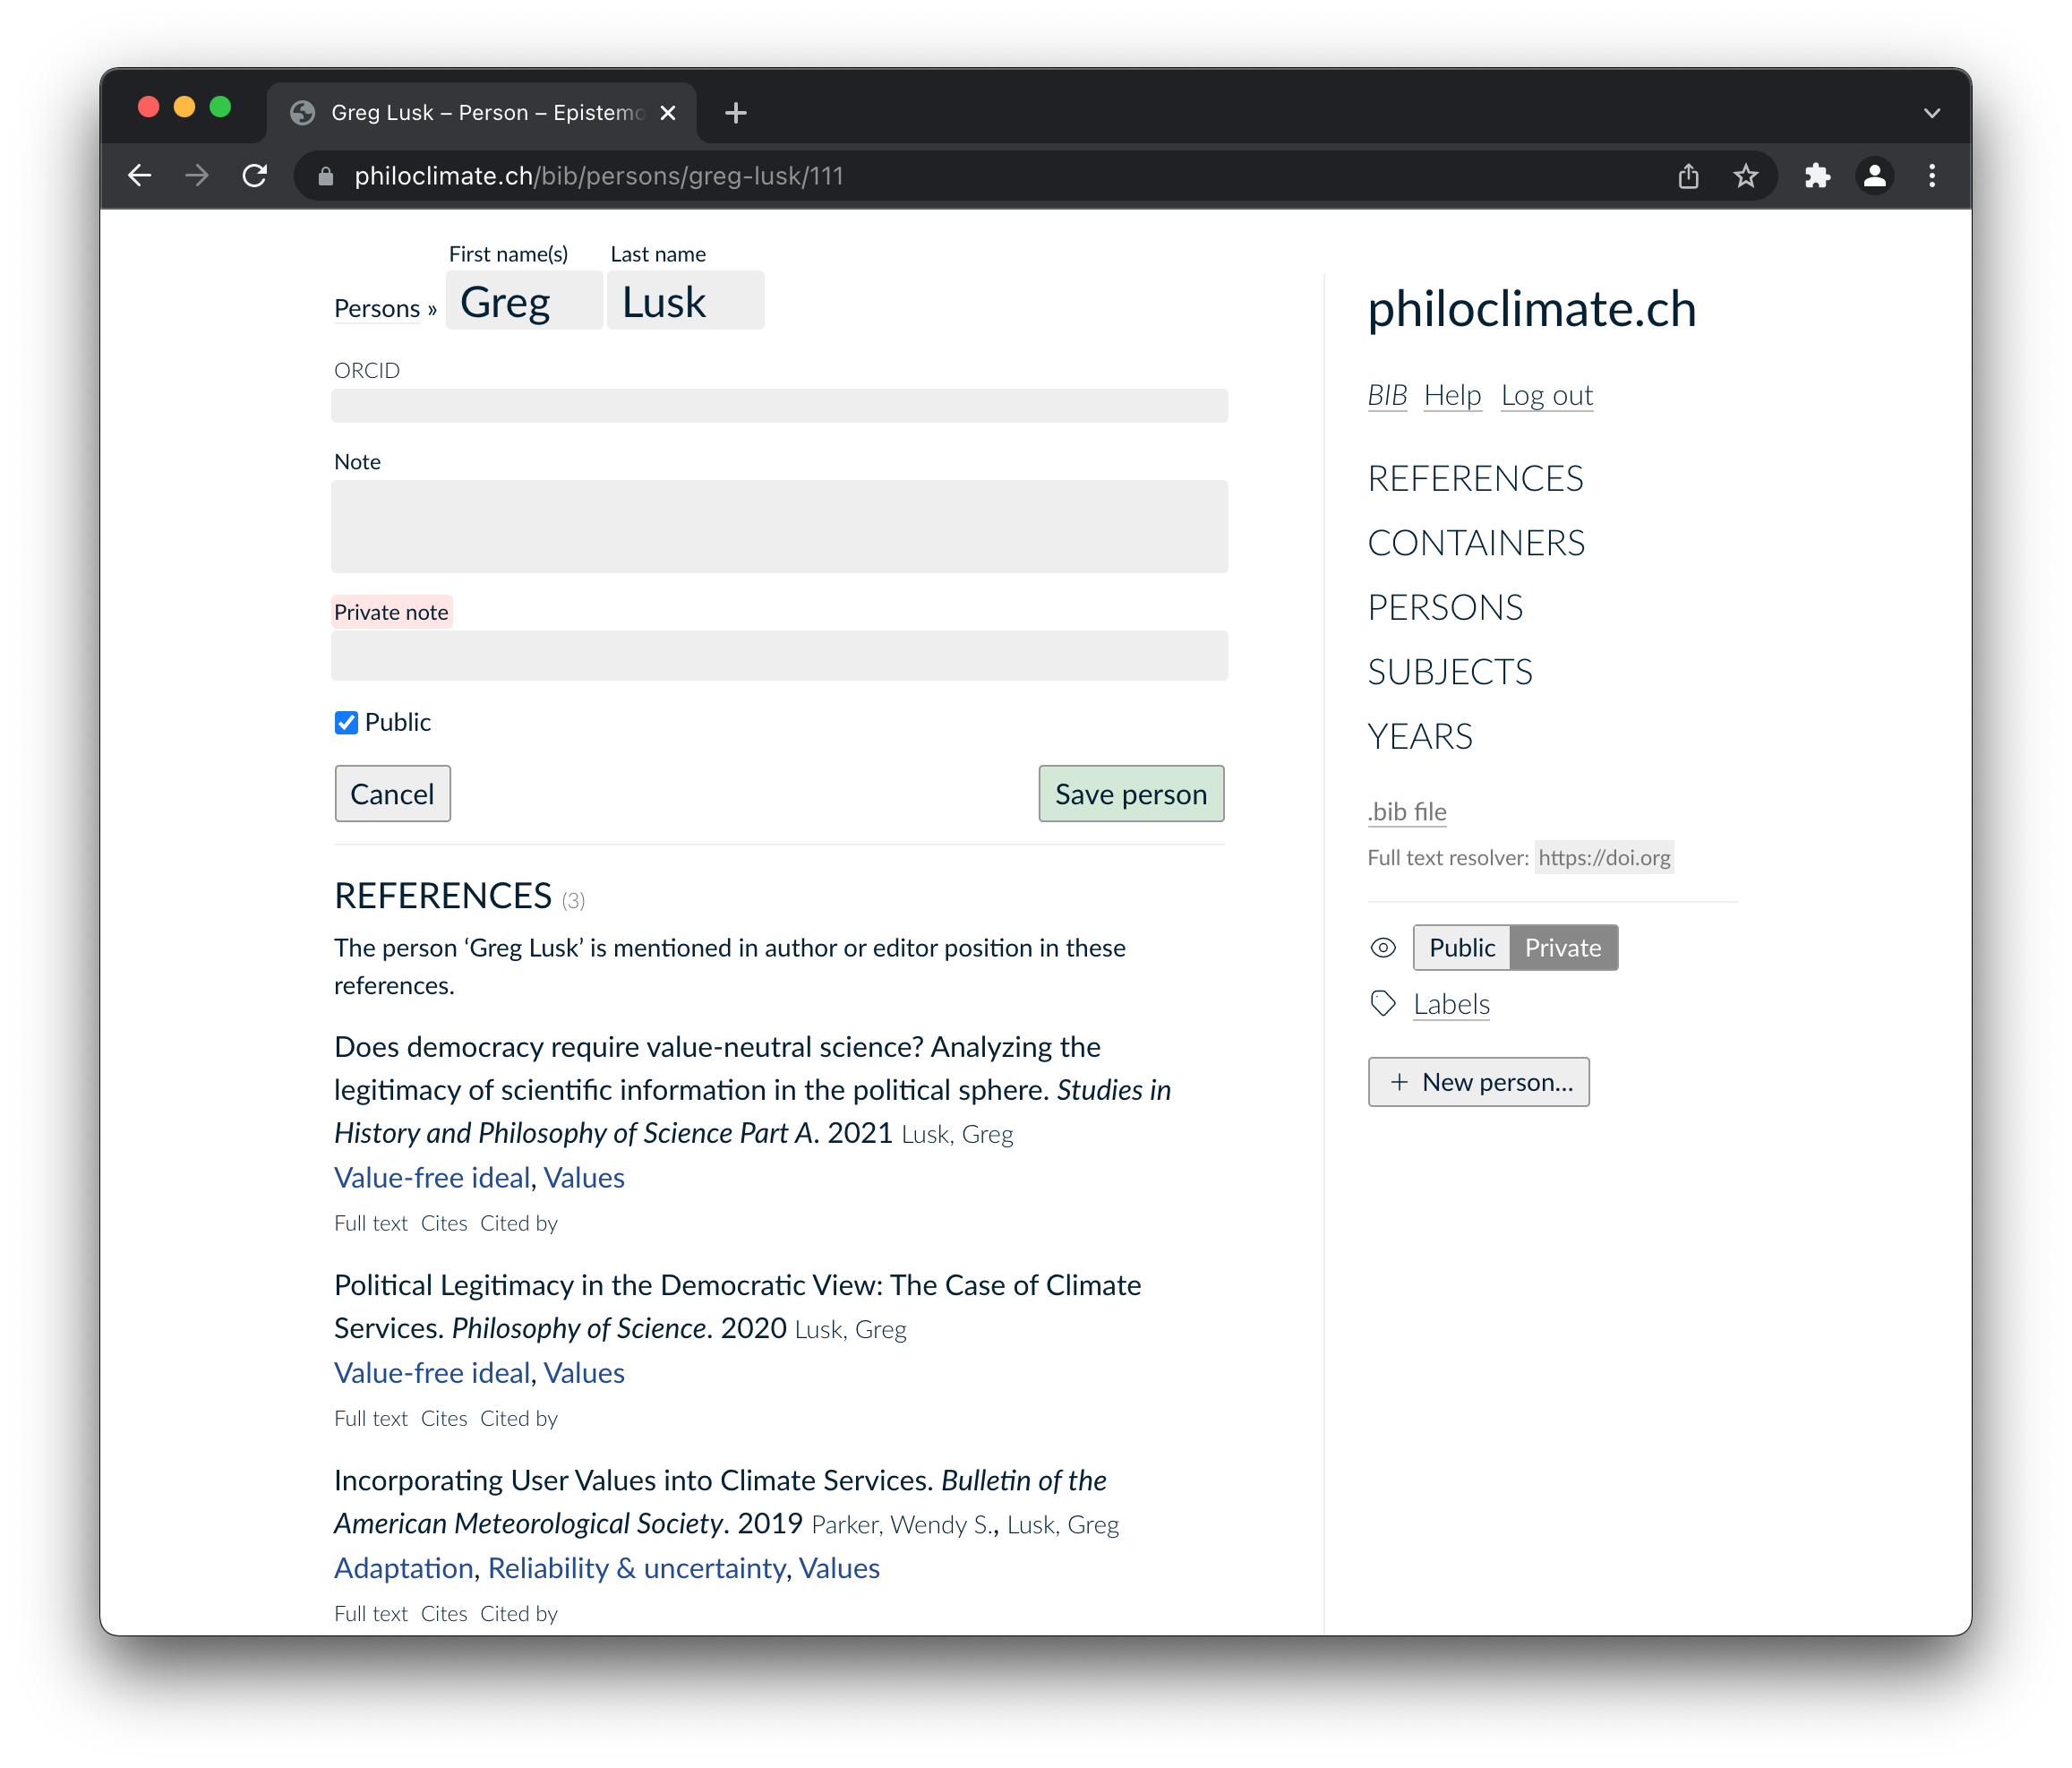 Greg Lusk – Person – Epistemo
philoclimate.ch/bib/persons/greg-lusk/111
First name(s) Last name
Persons » Greg Lusk
ORCID
Note
Private note
Public
Cancel Save person
REFERENCES (3)
The person ‘Greg Lusk’ is mentioned in author or editor position in these
references.
Does democracy require value-neutral science? Analyzing the
legitimacy of scientific information in the political sphere. Studies in
History and Philosophy of Science Part A. 2021 Lusk, Greg
Value-free ideal, Values
Full text Cites Cited by
Political Legitimacy in the Democratic View: The Case of Climate
Services. Philosophy of Science. 2020 Lusk, Greg
Value-free ideal, Values
Full text Cites Cited by
Incorporating User Values into Climate Services. Bulletin of the
American Meteorological Society. 2019 Parker, Wendy S., Lusk, Greg
Adaptation, Reliability & uncertainty, Values
Full text Cites Cited by
philoclimate.ch
BIB Help Log out
REFERENCES
CONTAINERS
PERSONS
SUBJECTS
YEARS
.bib file
Full text resolver: https://doi.org
Public Private
Labels
+ New person...